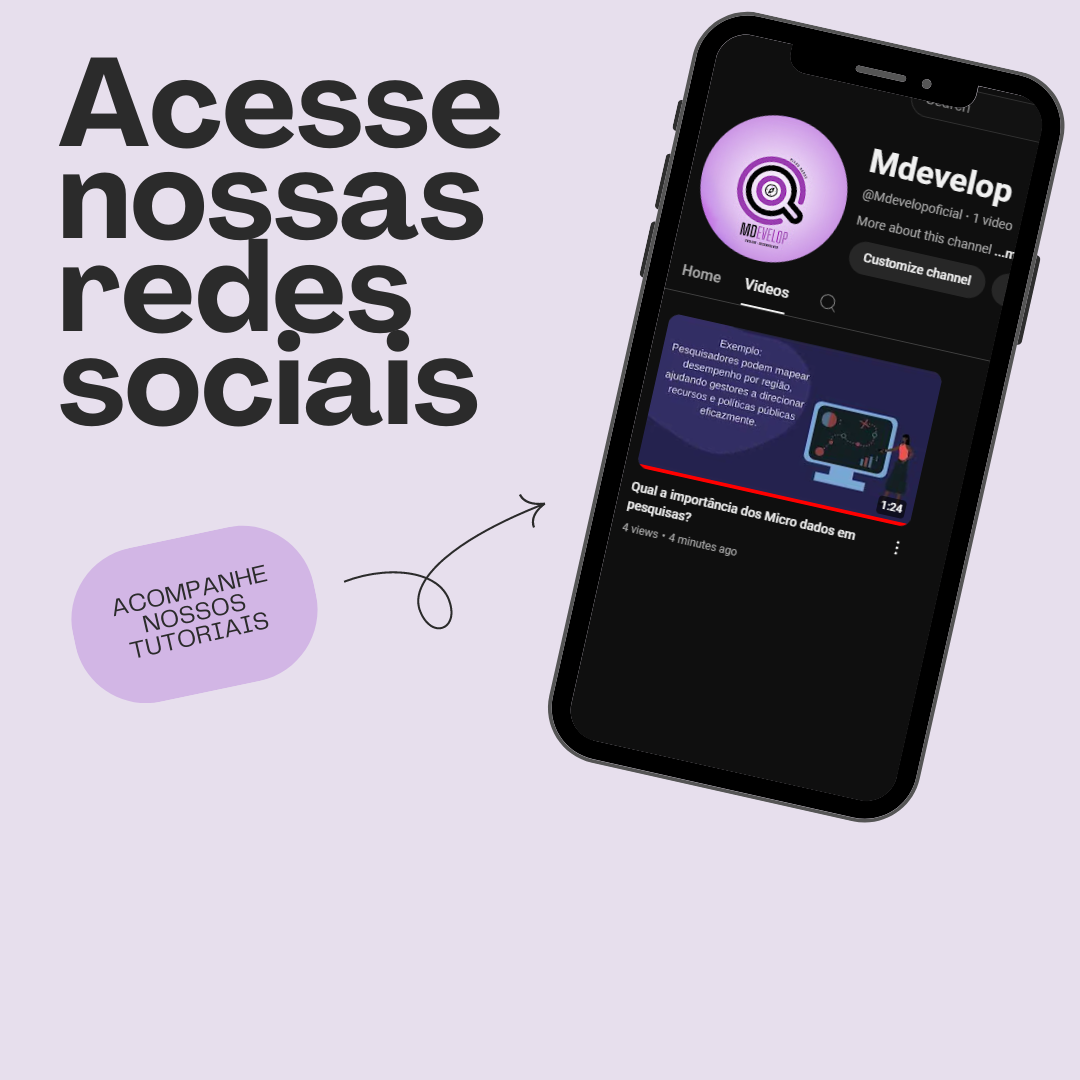 Acesse
nossas
redes
sociais
ACOMPANHE
NOSSOS
TUTORIAIS
Search
MDEVELOP
Mdevelop
@Mdevelopoficial • 1 video
More about this channel ...m
Customize channel
Home
Videos
Exemplo:
Pesquisadores podem mapear
desempenho por região,
ajudando gestores a direcionar
recursos e políticas públicas
eficazmente.
1:24
Qual a importância dos Micro dados em
pesquisas?
4 views • 4 minutes ago